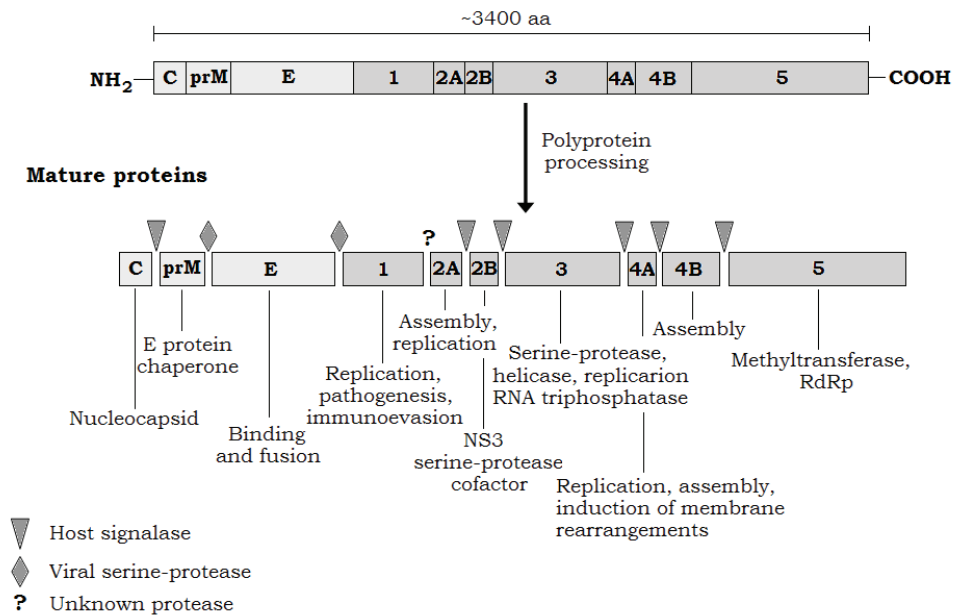 ~3400 aa
NH2 C prM E 1 2A 2B 3 4A 4B 5 COOH
Polyprotein
processing
Mature proteins
?
C prM E 1 2A 2B 3 4A 4B 5
Nucleocapsid
E protein
chaperone
Binding
and fusion
Replication,
pathogenesis,
immunoevasion
Assembly,
replication
NS3
serine-protease
cofactor
Serine-protease,
helicase, replicarion
RNA triphosphatase
Replication, assembly,
induction of membrane
rearrangements
Assembly
Methyltransferase,
RdRp
Host signalase
Viral serine-protease
? Unknown protease